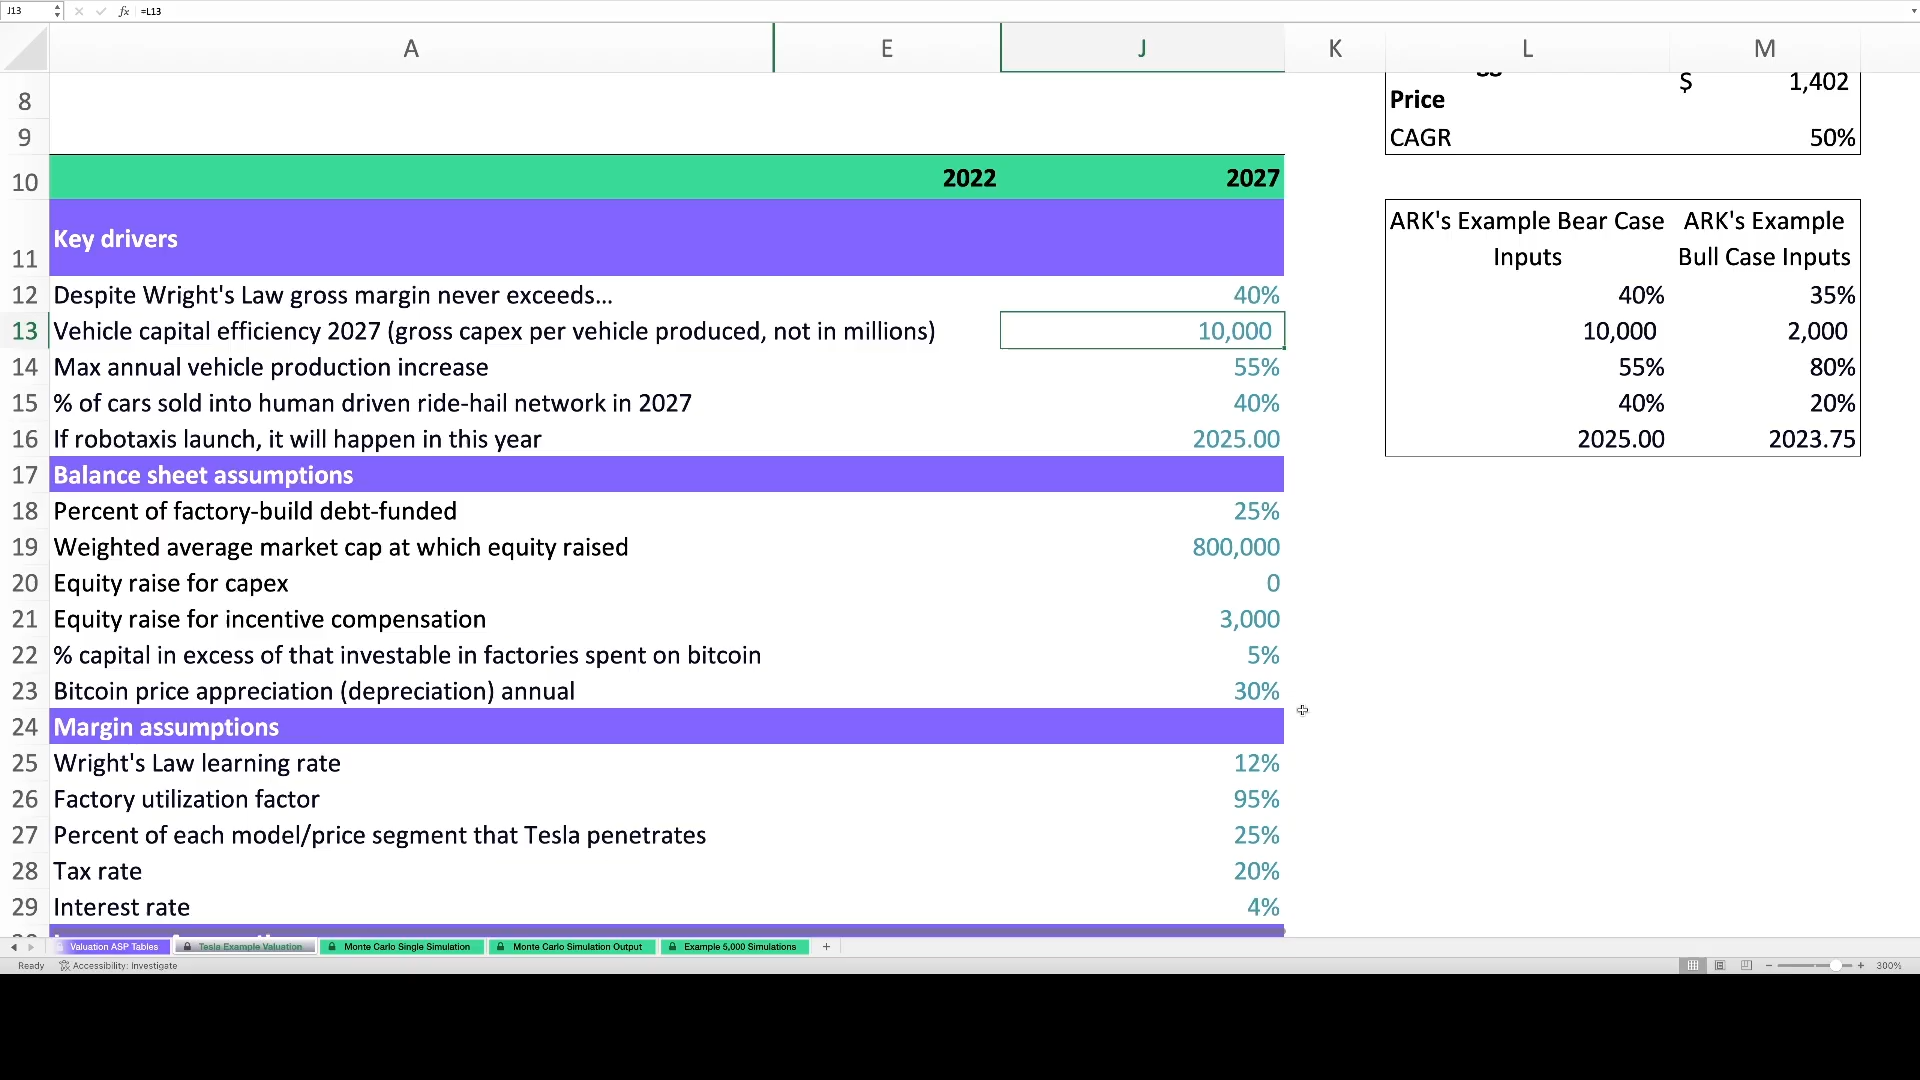 J13 fx =L13
A E J K L M
8 $ 1,402
Price
9 CAGR 50%
10 2022 2027
11 Key drivers
ARK's Example Bear Case Inputs
ARK's Example Bull Case Inputs
12 Despite Wright's Law gross margin never exceeds... 40% 40% 35%
13 Vehicle capital efficiency 2027 (gross capex per vehicle produced, not in millions) 10,000 10,000 2,000
14 Max annual vehicle production increase 55% 55% 80%
15 % of cars sold into human driven ride-hail network in 2027 40% 40% 20%
16 If robotaxis launch, it will happen in this year 2025.00 2025.00 2023.75
17 Balance sheet assumptions
18 Percent of factory-build debt-funded 25%
19 Weighted average market cap at which equity raised 800,000
20 Equity raise for capex 0
21 Equity raise for incentive compensation 3,000
22 % capital in excess of that investable in factories spent on bitcoin 5%
23 Bitcoin price appreciation (depreciation) annual 30%
24 Margin assumptions
25 Wright's Law learning rate 12%
26 Factory utilization factor 95%
27 Percent of each model/price segment that Tesla penetrates 25%
28 Tax rate 20%
29 Interest rate 4%
Valuation ASP Tables Tesla Example Valuation Monte Carlo Single Simulation Monte Carlo Simulation Output Example 5,000 Simulations +
Ready Accessibility: Investigate 300%